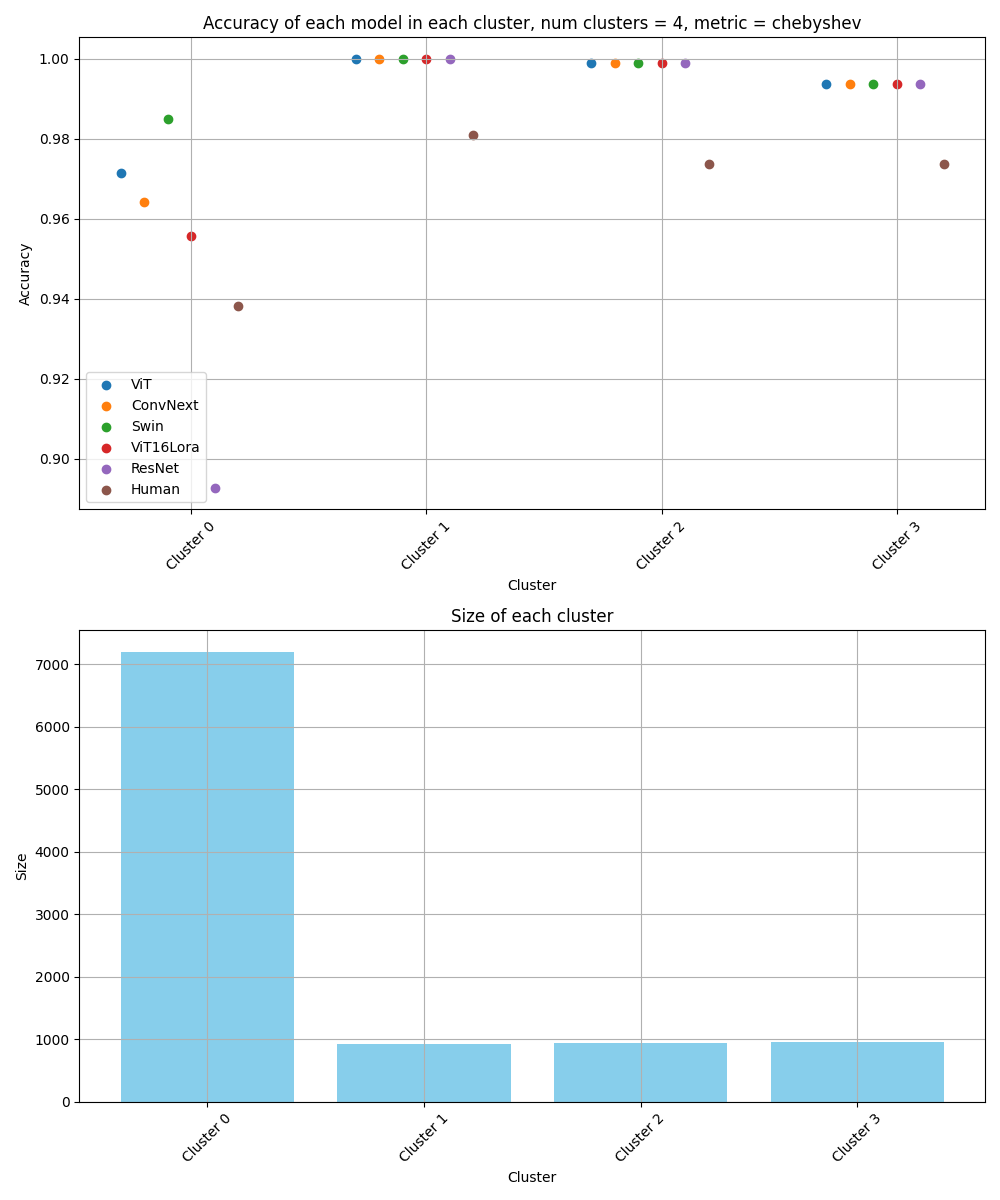 Accuracy of each model in each cluster, num clusters = 4, metric = chebyshev
1.00
0.98
0.96
0.94
0.92
0.90
Accuracy
ViT
ConvNext
Swin
ViT16Lora
ResNet
Human
Cluster 0
Cluster 1
Cluster 2
Cluster 3
Cluster
Size of each cluster
7000
6000
5000
4000
3000
2000
1000
0
Size
Cluster 0
Cluster 1
Cluster 2
Cluster 3
Cluster